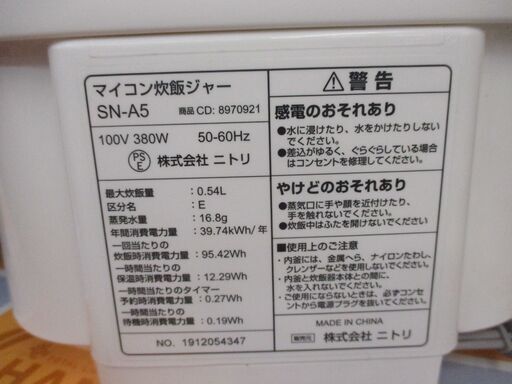 マイコン炊飯ジャー
SN-A5 商品CD: 8970921
100V 380W 50-60Hz
PS
E
株式会社 ニトリ
最大炊飯量 : 0.54L
区分名 : E
蒸発水量 : 16.8g
年間消費電力量 : 39.74kWh/年
一回当たりの
炊飯時消費電力量 : 95.42Wh
一時間当たりの
保温時消費電力量 : 12.29Wh
一時間当たりのタイマー
予約時消費電力量 : 0.27Wh
一時間当たりの
待機時消費電力量 : 0.19Wh
NO. 1912054347
警告
感電のおそれあり
●水に浸けたり、水をかけたりしない
でください。
●差込がゆるく、ぐらぐらしている場合
はコンセントを修理してください。
やけどのおそれあり
●蒸気口に手や顔を近付けたり、
手を触れないでください。
●炊飯中はふたを開けないでください。
■使用上のご注意
・内釜には、金属へら、ナイロンたわし、
クレンザーなどを使用しないでください。
・内釜と炊飯器本体との間に、
水を入れないでください。
・ご使用にならないときは、必ずコンセ
ントから電源プラグを抜いてください。
MADE IN CHINA
販売元 株式会社 ニトリ